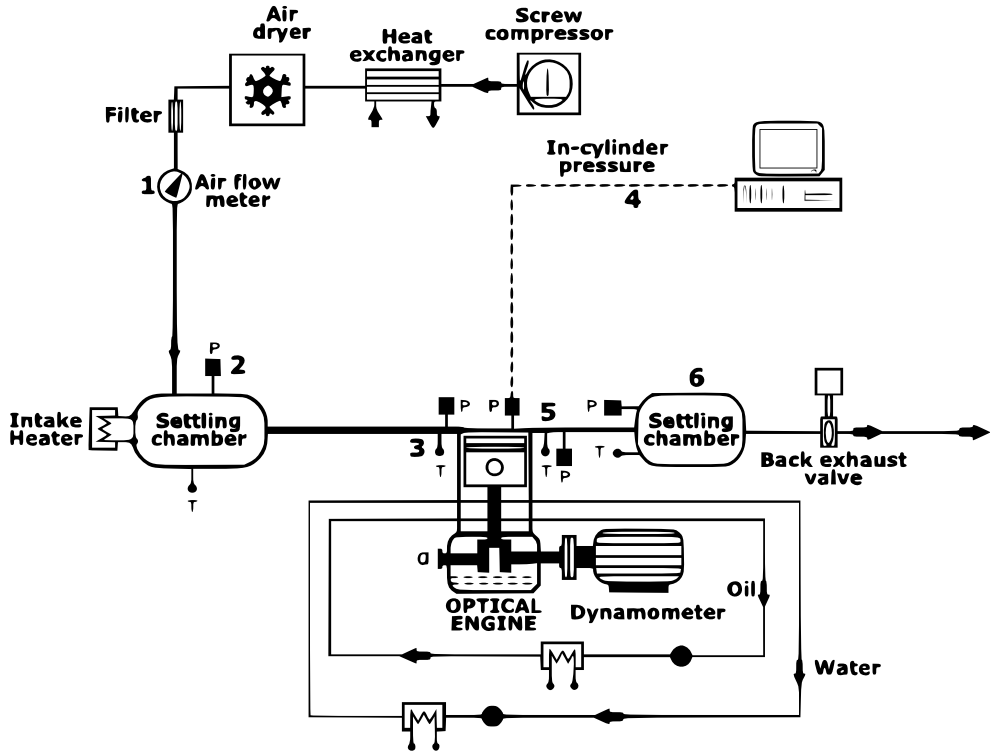 Air
dryer
Heat
exchanger
Screw
compressor
Filter
1
Air flow
meter
In-cylinder
pressure
4
P
2
Intake
Heater
Settling
chamber
T
3
P
T
P
5
T
P
P
T
6
Settling
chamber
Back exhaust
valve
α
OPTICAL
ENGINE
Dynamometer
Oil
Water